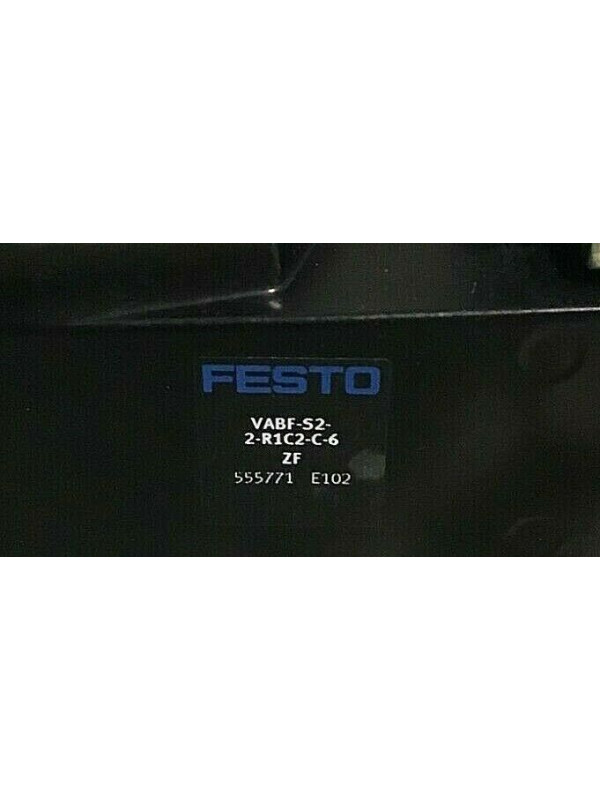 FESTO
VABF-S2-
2-R1C2-C-6
ZF
555771 E102